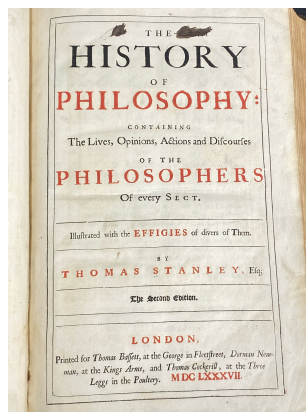 THE
HISTORY
OF
PHILOSOPHY:
CONTAINING
The Lives, Opinions, Actions and Discourses
OF THE
PHILOSOPHERS
Of every SECT.
Illustrated with the EFFIGIES of divers of Them.
BY
THOMAS STANLEY, Esq;
The Second Edition.
LONDON,
Printed for Thomas Bassett, at the George in Fleetstreet, Dorman New-
man, at the Kings Arms, and Thomas Cockerill, at the Three
Leggs in the Poultrey. MDCLXXXVII.